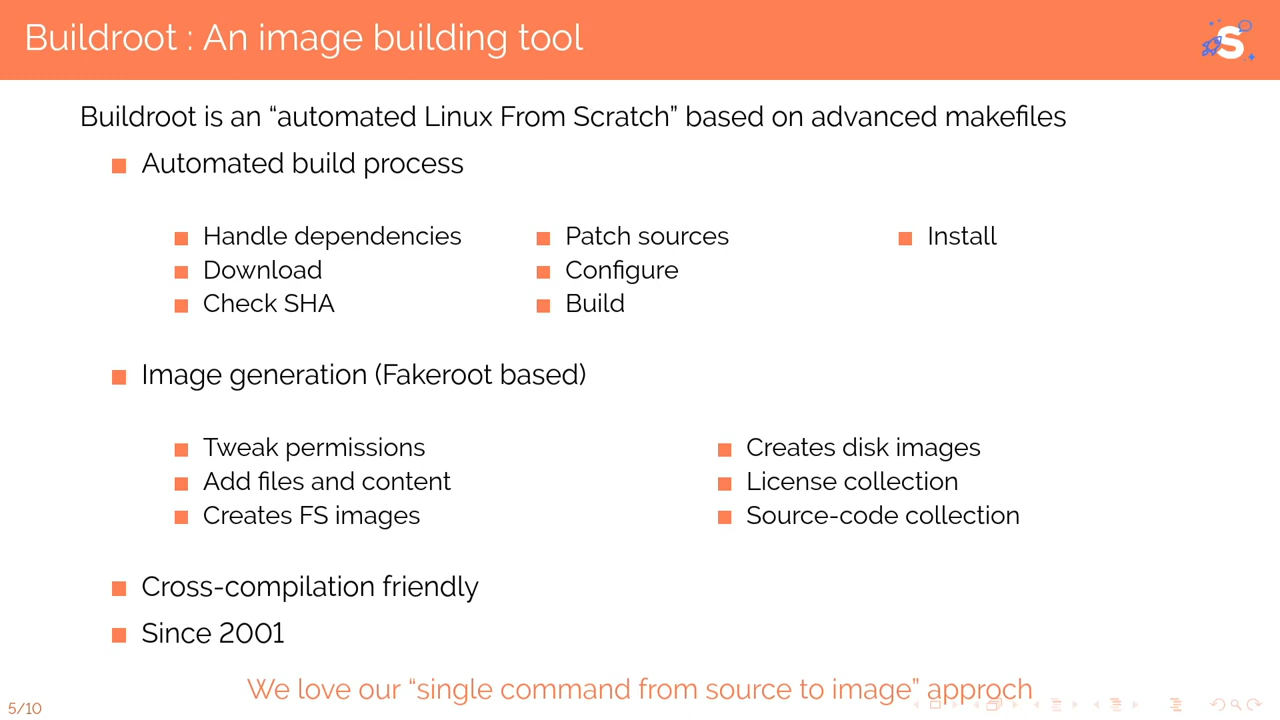 Buildroot : An image building tool
S
Buildroot is an “automated Linux From Scratch” based on advanced makefiles
Automated build process
Handle dependencies
Download
Check SHA
Patch sources
Configure
Build
Install
Image generation (Fakeroot based)
Tweak permissions
Add files and content
Creates FS images
Creates disk images
License collection
Source-code collection
Cross-compilation friendly
Since 2001
We love our “single command from source to image” approch
5/10